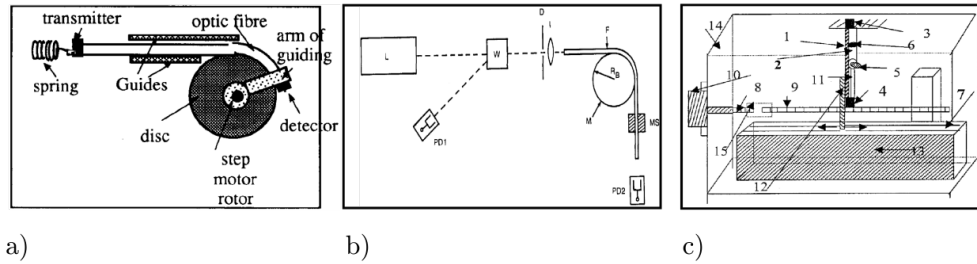 transmitter
optic fibre
arm of
guiding
spring
Guides
disc
detector
step
motor
rotor
L
W
D
I
F
R_B
M
MS
PD1
PD2
14
1
3
2
6
10
11
5
8
9
4
7
15
12
13
a)
b)
c)